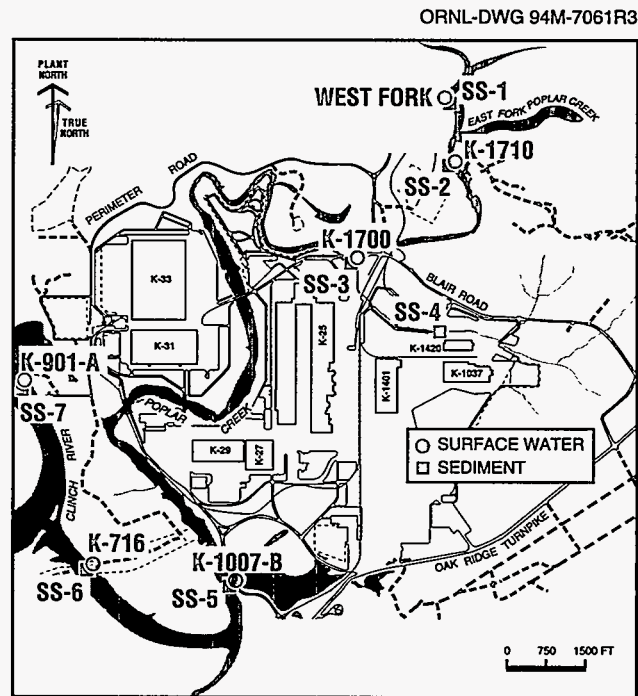 ORNL-DWG 94M-7061R3
PLANT
NORTH
TRUE
NORTH
WEST FORK
SS-1
EAST FORK
POPLAR CREEK
K-1710
SS-2
PERIMETER ROAD
K-1700
SS-3
K-33
BLAIR ROAD
SS-4
K-25
K-31
K-1420
K-901-A
K-1401
K-1037
SS-7
POPLAR CREEK
SURFACE WATER
SEDIMENT
K-29
K-27
CLINCH RIVER
K-716
K-1007-B
OAK RIDGE TURNPIKE
SS-6
SS-5
0 750 1500 FT